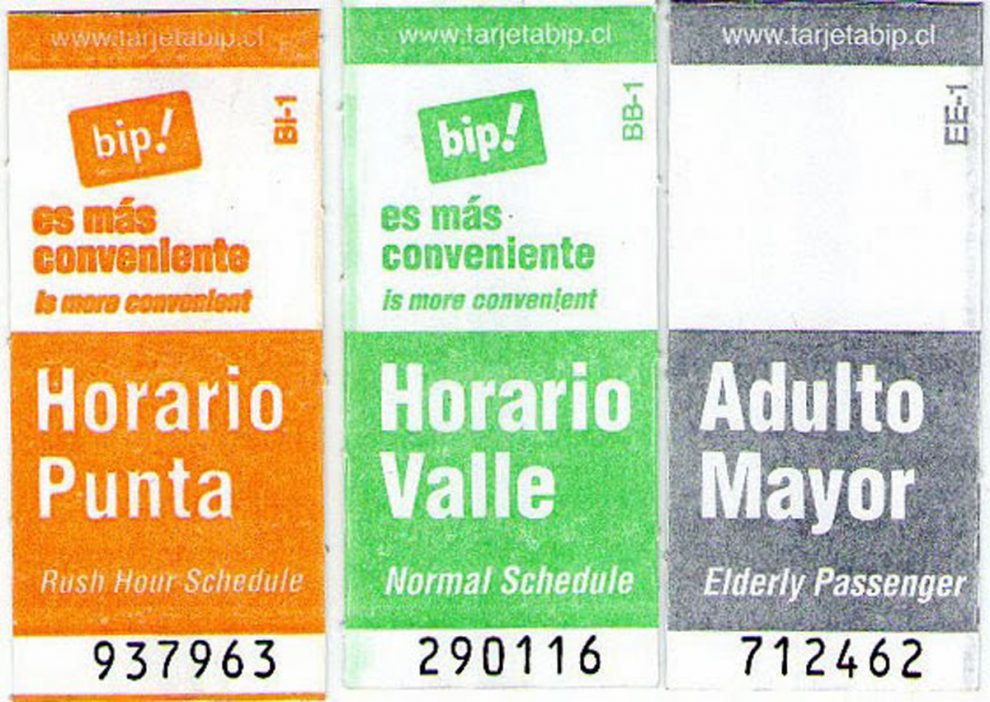 www.tarjetabip.cl
BI-1
bip!
es más
conveniente
is more convenient
Horario
Punta
Rush Hour Schedule
937963
www.tarjetabip.cl
BB-1
bip!
es más
conveniente
is more convenient
Horario
Valle
Normal Schedule
290116
www.tarjetabip.cl
EE-1
Adulto
Mayor
Elderly Passenger
712462